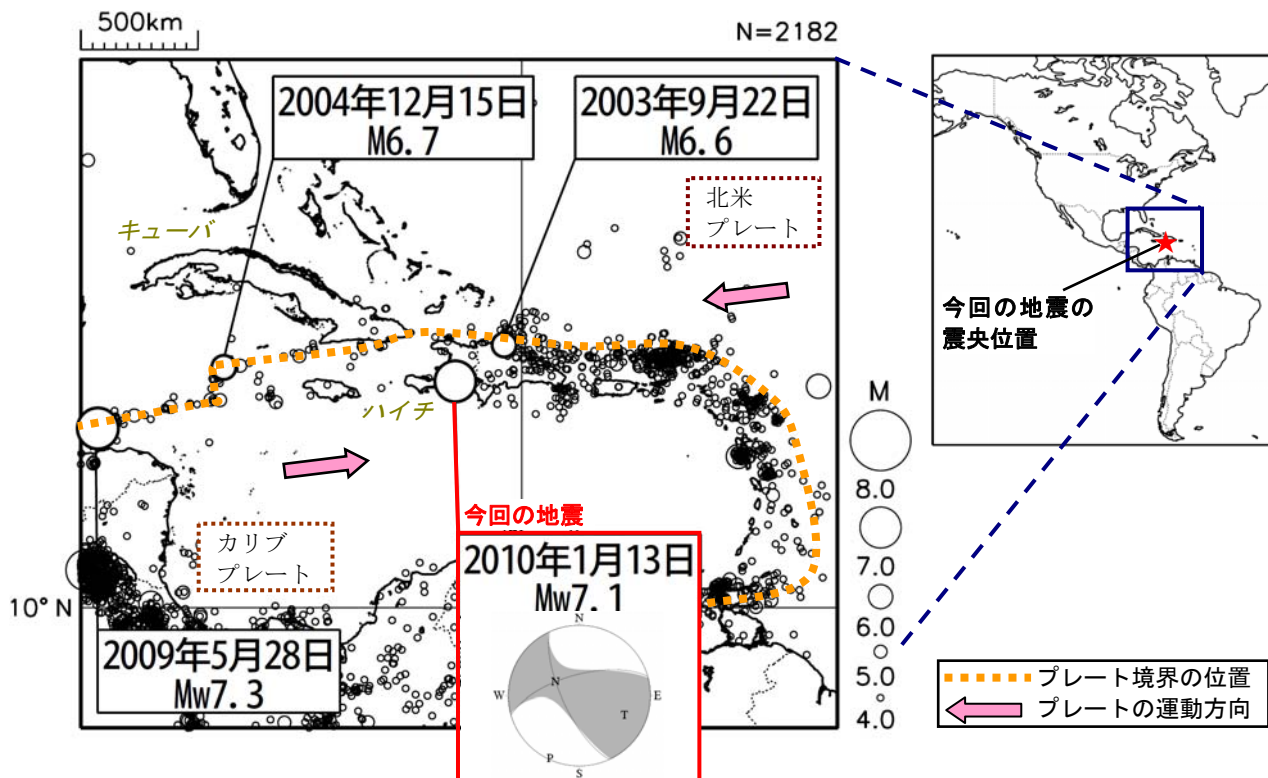 500km
N=2182
2004年12月15日
M6.7
2003年9月22日
M6.6
北米
プレート
キューバ
ハイチ
今回の地震の
震央位置
カリブ
プレート
今回の地震
2010年1月13日
Mw7.1
N
W
N
E
T
P
S
10°N
2009年5月28日
Mw7.3
M
8.0
7.0
6.0
5.0
4.0
プレート境界の位置
プレートの運動方向